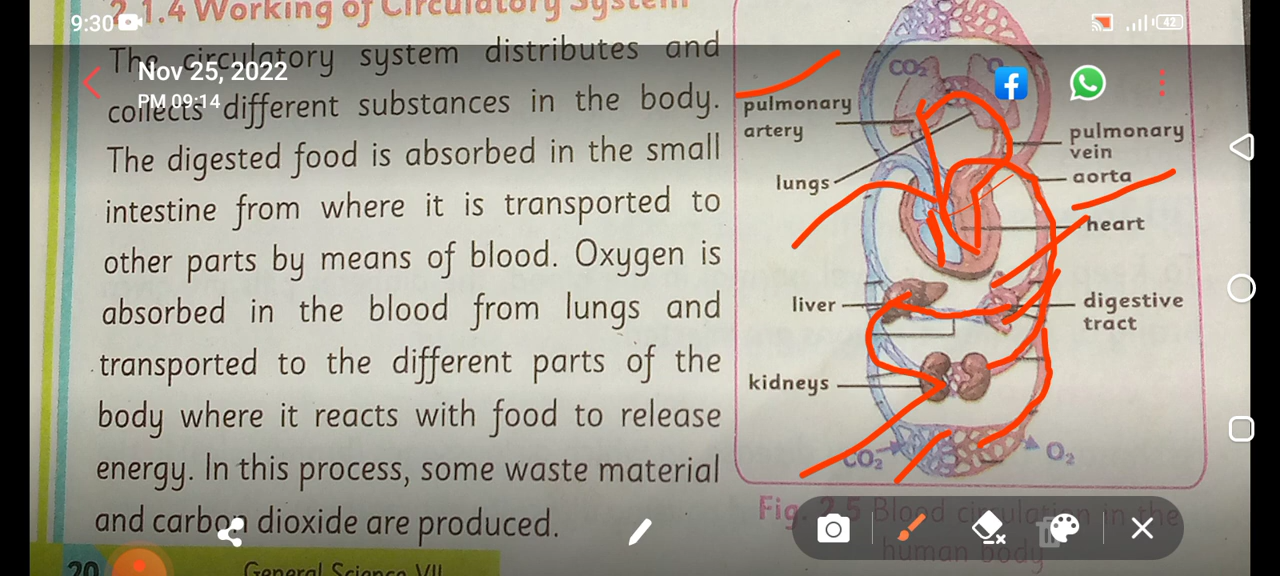 2.1.4 Working of Circulatory System
9:30
42
The circulatory system distributes and
Nov 25, 2022
PM 09:14
collects different substances in the body.
The digested food is absorbed in the small
intestine from where it is transported to
other parts by means of blood. Oxygen is
absorbed in the blood from lungs and
transported to the different parts of the
body where it reacts with food to release
energy. In this process, some waste material
and carbon dioxide are produced.
20
General Science VII
CO₂
pulmonary
artery
lungs
liver
kidneys
CO₂
pulmonary
vein
aorta
heart
digestive
tract
O₂
Fig. 2.5 Blood circulation in the
human body